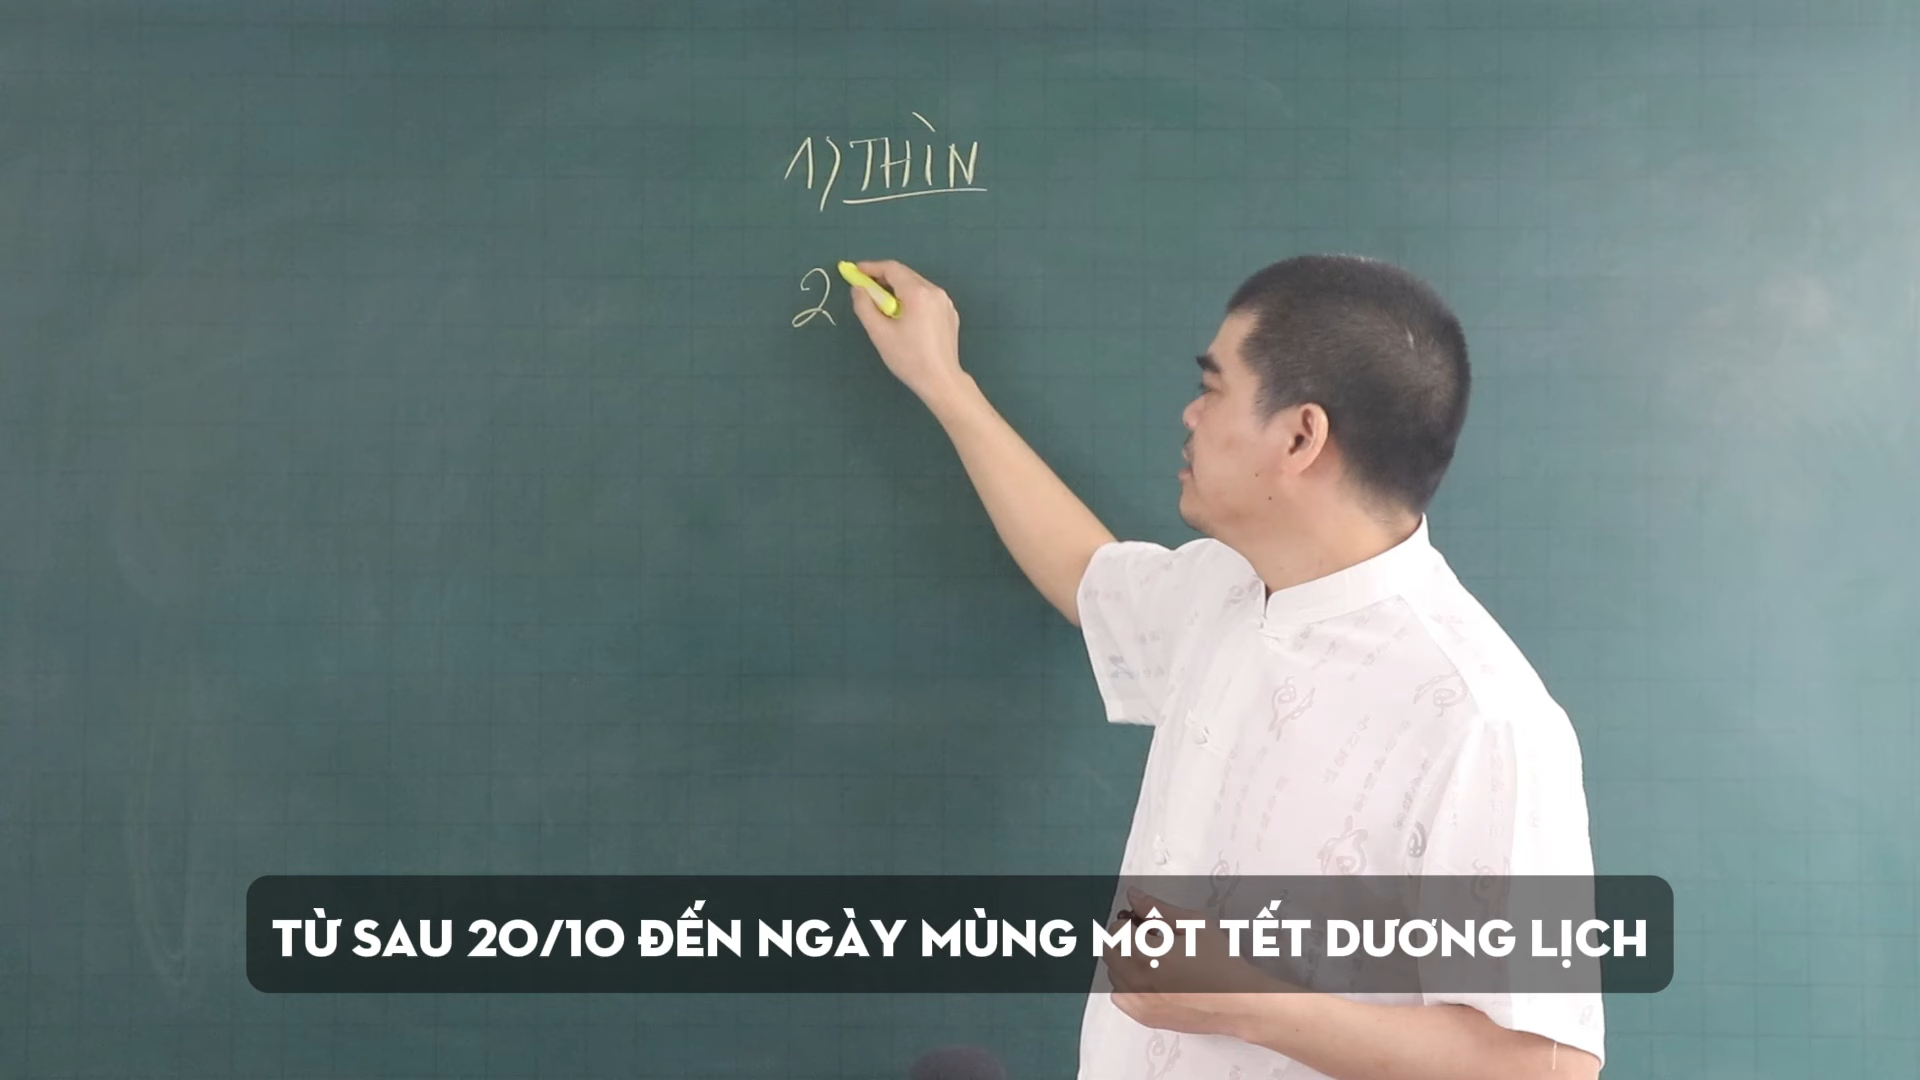 1) THÌN
2
TỪ SAU 20/10 ĐẾN NGÀY MÙNG MỘT TẾT DƯƠNG LỊCH